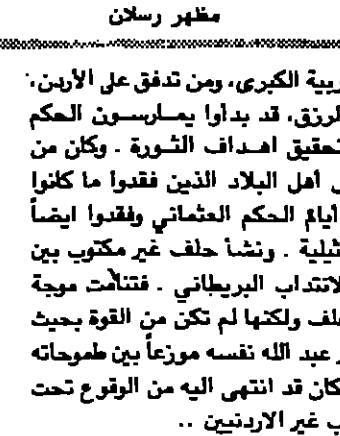 مظهر رسلان
ربية الكبرى، ومن تدفق على الأردن،
لرزق، قد بدأوا يمارسون الحكم
تحقيق اهداف الثورة . وكان من
أهل البلاد الذين فقدوا ما كانوا
أيام الحكم العثماني وفقدوا ايضاً
ثيلية . ونشأ حلف غير مكتوب بين
لانتداب البريطاني . فتنامت موجة
لف ولكنها لم تكن من القوة بحيث
عبد الله نفسه موزعاً بين طموحاته
كان قد انتهى اليه من الوقوع تحت
ب غير الاردنيين ..